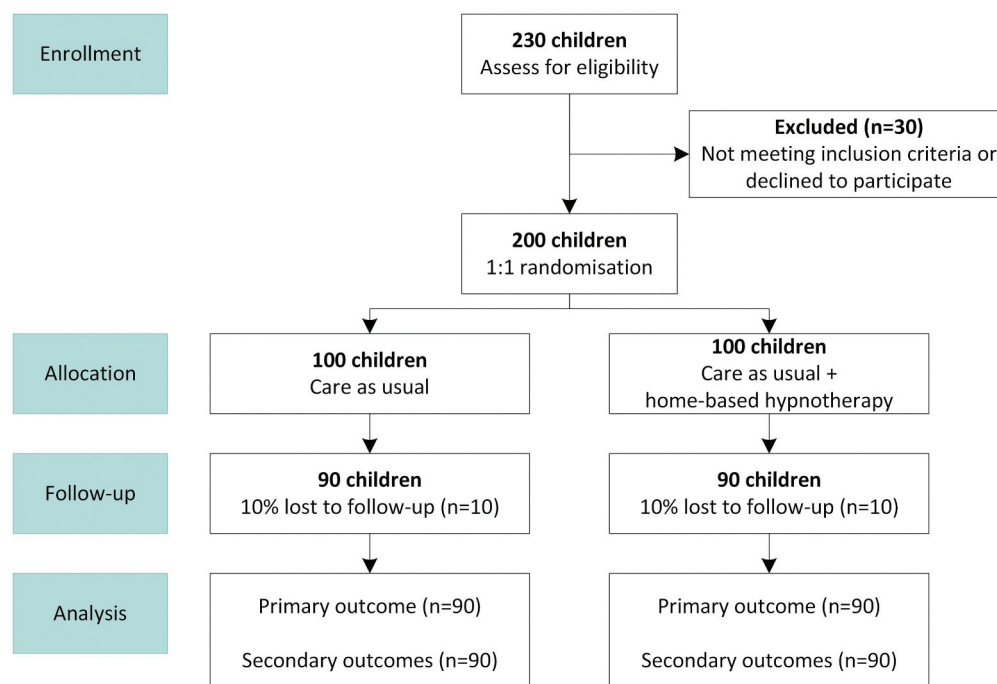 Enrollment
230 children
Assess for eligibility
Excluded (n=30)
Not meeting inclusion criteria or
declined to participate
200 children
1:1 randomisation
Allocation
100 children
Care as usual
100 children
Care as usual +
home-based hypnotherapy
Follow-up
90 children
10% lost to follow-up (n=10)
90 children
10% lost to follow-up (n=10)
Analysis
Primary outcome (n=90)
Secondary outcomes (n=90)
Primary outcome (n=90)
Secondary outcomes (n=90)